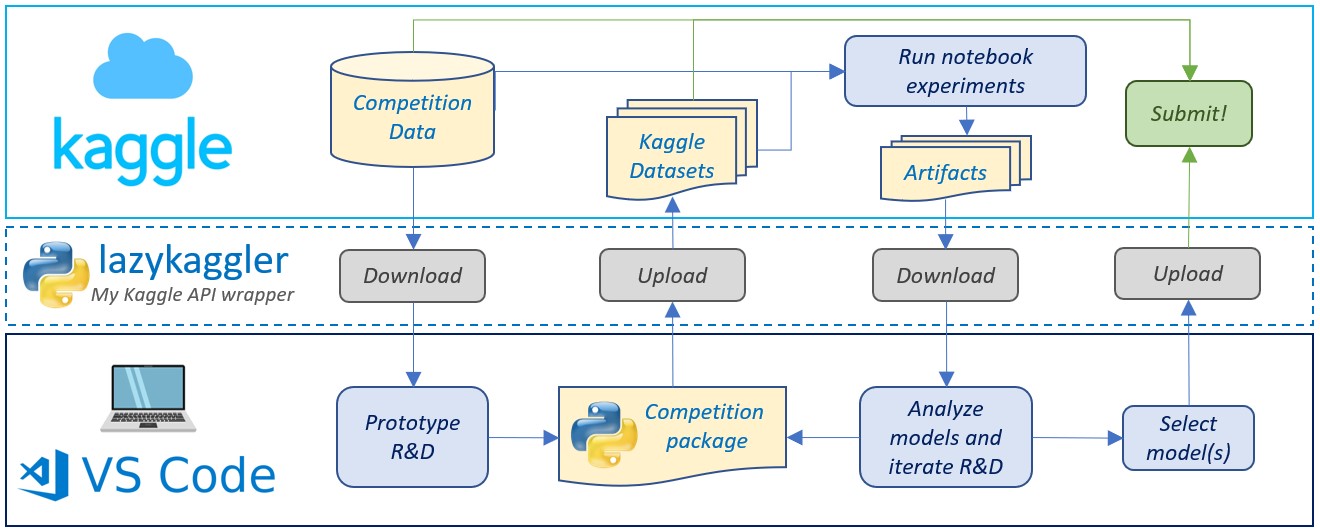 kaggle
Competition
Data
Kaggle
Datasets
Run notebook
experiments
Artifacts
Submit!
lazykaggler
My Kaggle API wrapper
Download
Upload
Download
Upload
VS Code
Prototype
R&D
Competition
package
Analyze
models and
iterate R&D
Select
model(s)